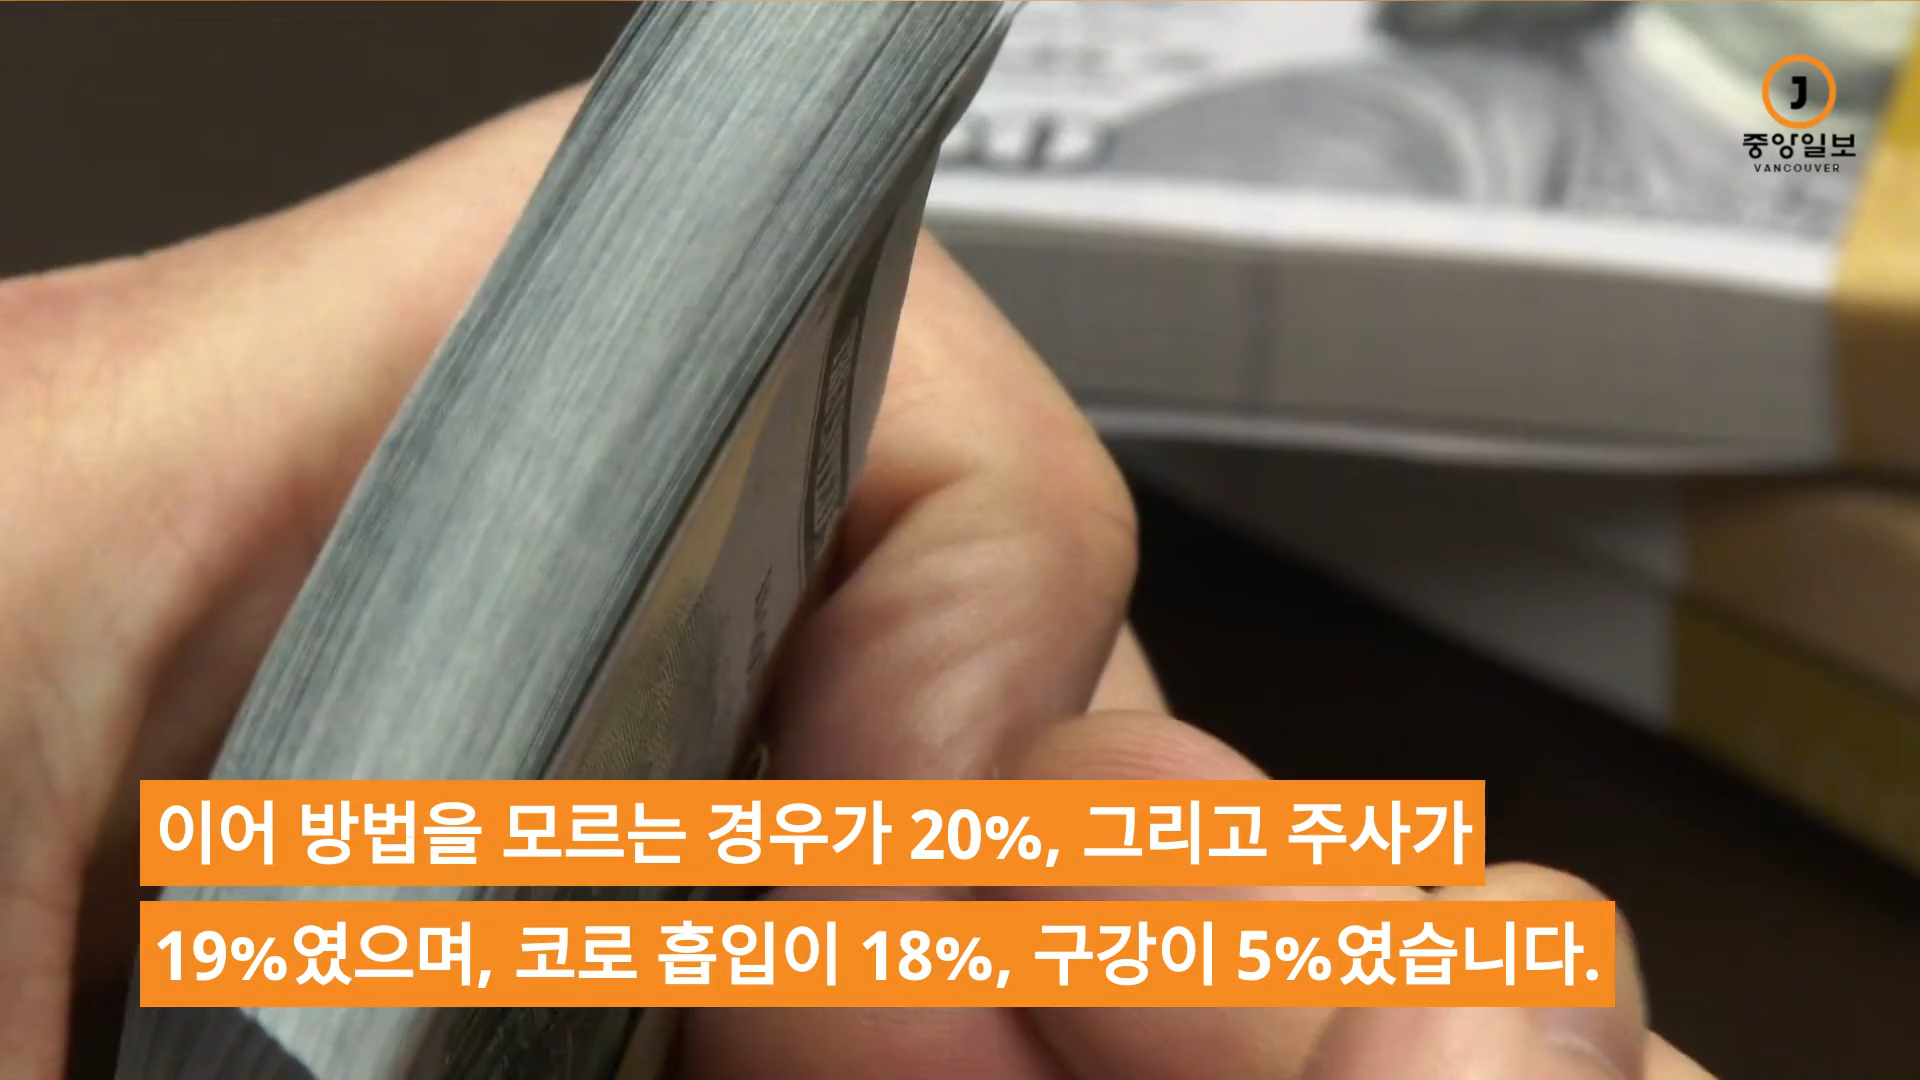 J
중앙일보
VANCOUVER
이어 방법을 모르는 경우가 20%, 그리고 주사가
19%였으며, 코로 흡입이 18%, 구강이 5%였습니다.